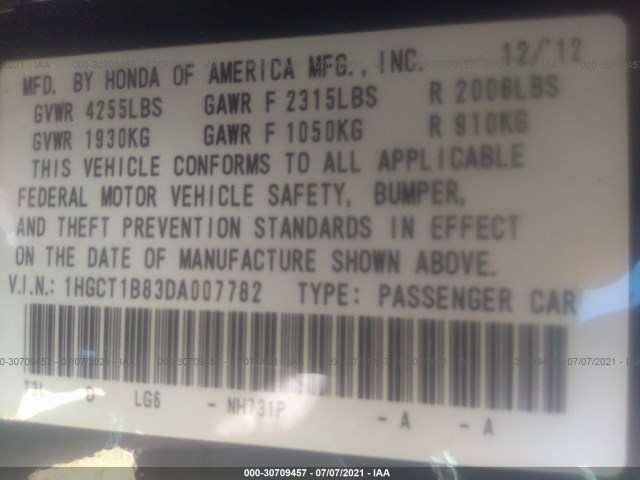 12/'12
MFD. BY HONDA OF AMERICA MFG., INC.
GVWR 4255LBS GAWR F 2315LBS R 2006LBS
GVWR 1930KG GAWR F 1050KG R 910KG
THIS VEHICLE CONFORMS TO ALL APPLICABLE
FEDERAL MOTOR VEHICLE SAFETY, BUMPER,
AND THEFT PREVENTION STANDARDS IN EFFECT
ON THE DATE OF MANUFACTURE SHOWN ABOVE.
V.I.N.: 1HGCT1B83DA007782 TYPE: PASSENGER CAR
LG6 - NH731P - A - A
000-30709457 - 07/07/2021 - IAA